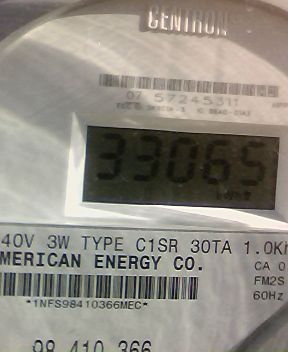 CENTRON
07 57245311
33065
40V 3W TYPE C1SR 30TA 1.0Kh
MERICAN ENERGY CO.
CA 0
FM2S
60Hz
*1NFS98410366MEC*
98 410 366